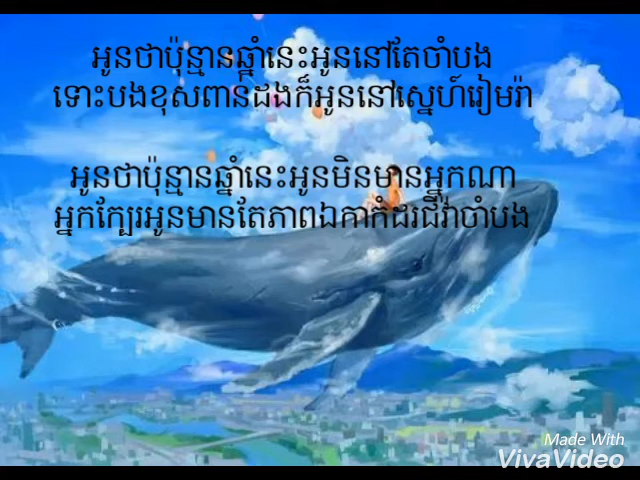 អូនថាប៉ុន្មានឆ្នាំនេះអូននៅតែចាំបង
ទោះបងខុសពាន់ដងក៏អូននៅស្នេហ៍រៀមរ៉ា
អូនថាប៉ុន្មានឆ្នាំនេះអូនមិនមានអ្នកណា
អ្នកក្បែរអូនមានតែភាពឯកាកំដរជីវ៉ាចាំបង
Made With
VivaVideo